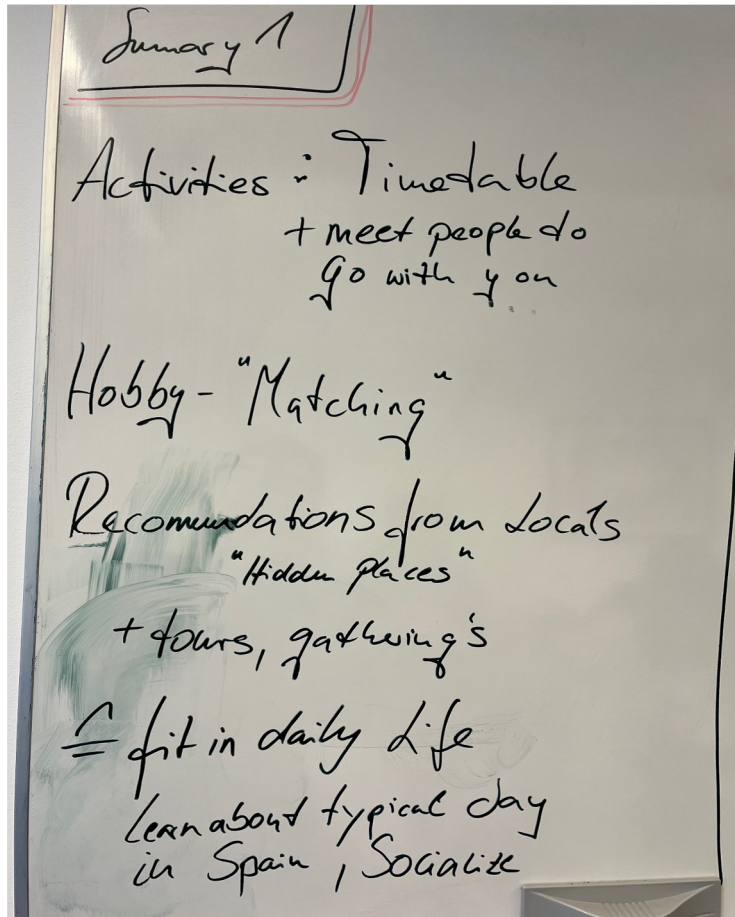 Sumary 1
Activities : Timetable
+ meet people to
go with you
Hobby - "Matching"
Recomendations from Locals
"Hidden places"
+ tours, gathering's
≙ fit in daily Life
learn about typical day
in Spain, Socialize